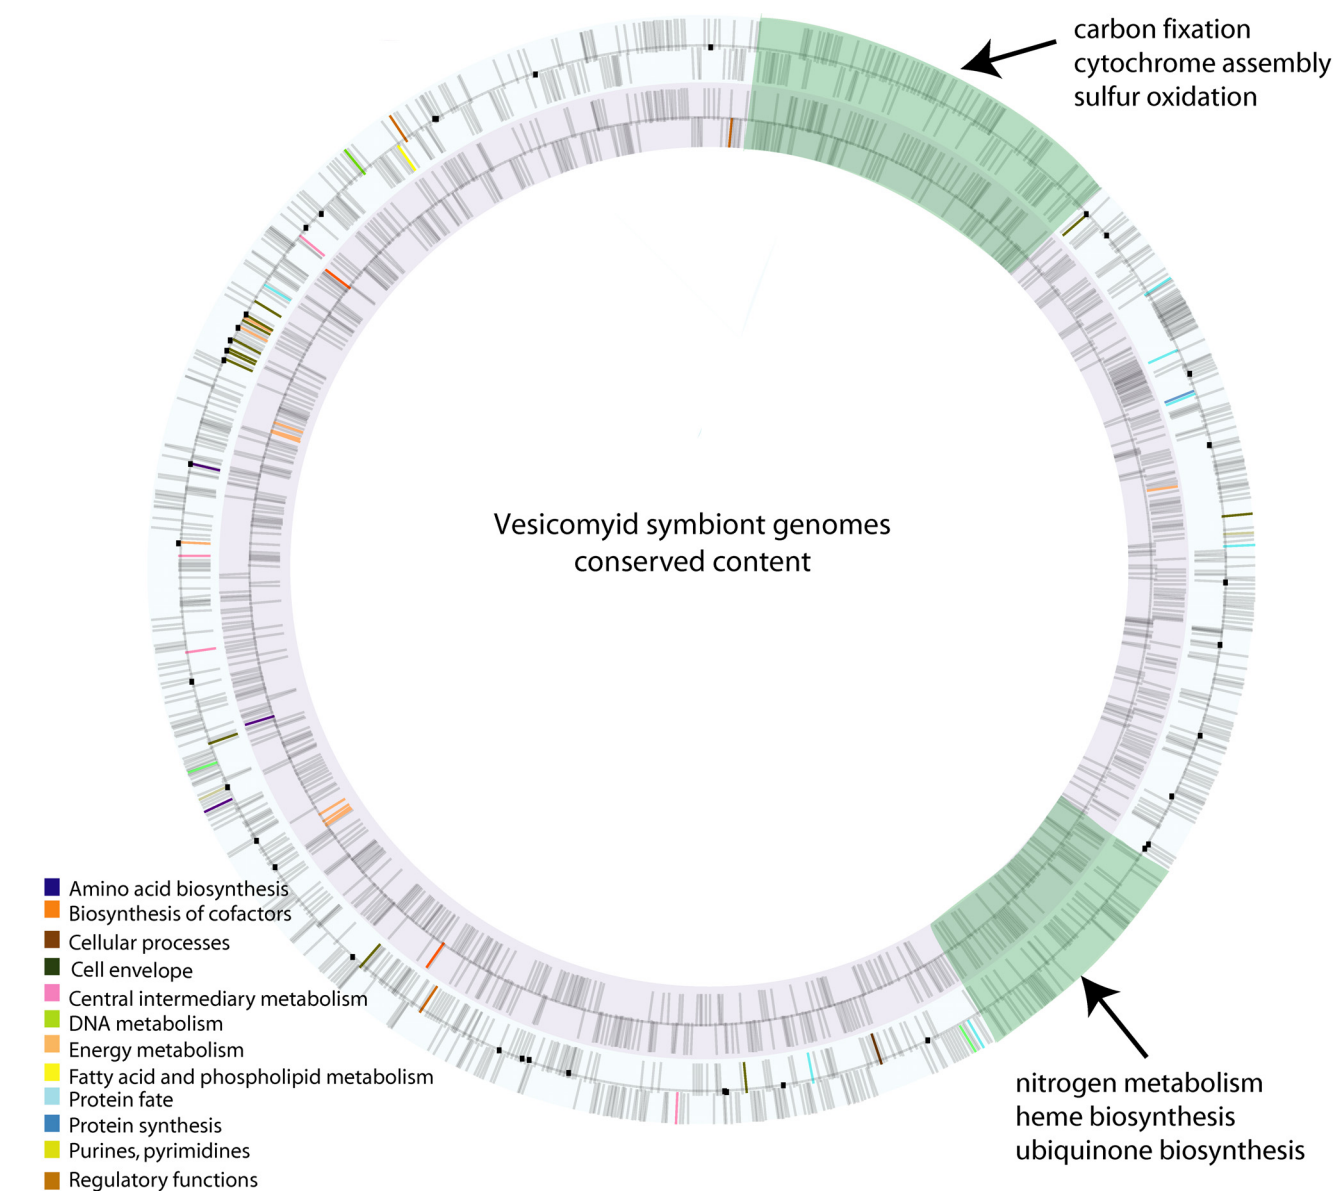 carbon fixation
cytochrome assembly
sulfur oxidation
Vesicomyid symbiont genomes
conserved content
Amino acid biosynthesis
Biosynthesis of cofactors
Cellular processes
Cell envelope
Central intermediary metabolism
DNA metabolism
Energy metabolism
Fatty acid and phospholipid metabolism
Protein fate
Protein synthesis
Purines, pyrimidines
Regulatory functions
nitrogen metabolism
heme biosynthesis
ubiquinone biosynthesis